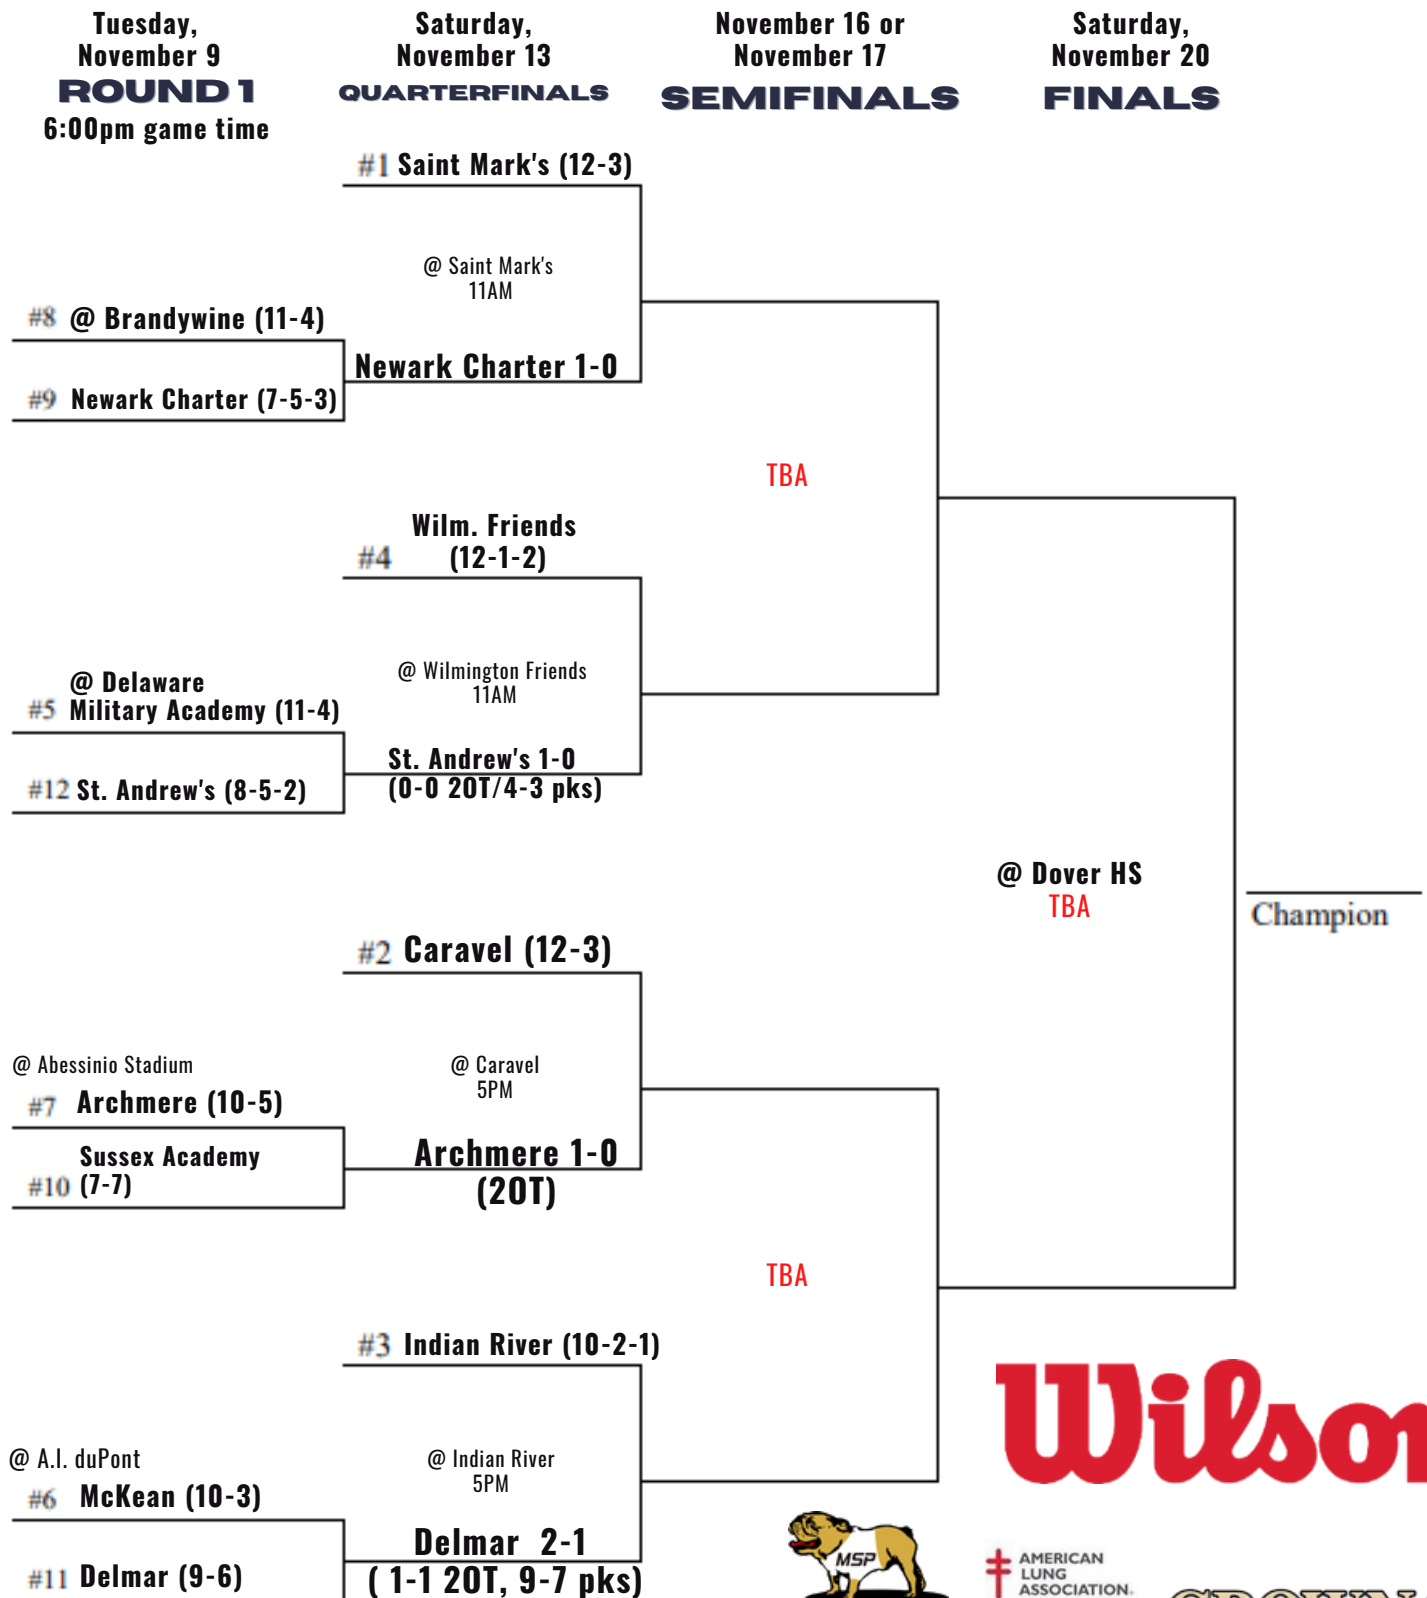 Tuesday,
November 9
ROUND 1
6:00pm game time
Saturday,
November 13
QUARTERFINALS
November 16 or
November 17
SEMIFINALS
Saturday,
November 20
FINALS
#1 Saint Mark's (12-3)
@ Saint Mark's
11AM
#8 @ Brandywine (11-4)
Newark Charter 1-0
#9 Newark Charter (7-5-3)
TBA
Wilm. Friends
#4 (12-1-2)
@ Wilmington Friends
11AM
@ Delaware
#5 Military Academy (11-4)
St. Andrew's 1-0
(0-0 2OT/4-3 pks)
#12 St. Andrew's (8-5-2)
@ Dover HS
TBA
Champion
#2 Caravel (12-3)
@ Caravel
5PM
@ Abessinio Stadium
#7 Archmere (10-5)
Archmere 1-0
(2OT)
Sussex Academy
#10 (7-7)
TBA
#3 Indian River (10-2-1)
@ Indian River
5PM
@ A.I. duPont
#6 McKean (10-3)
Delmar 2-1
( 1-1 2OT, 9-7 pks)
#11 Delmar (9-6)
Wilson
MSP
AMERICAN
LUNG
ASSOCIATION.
CROWN